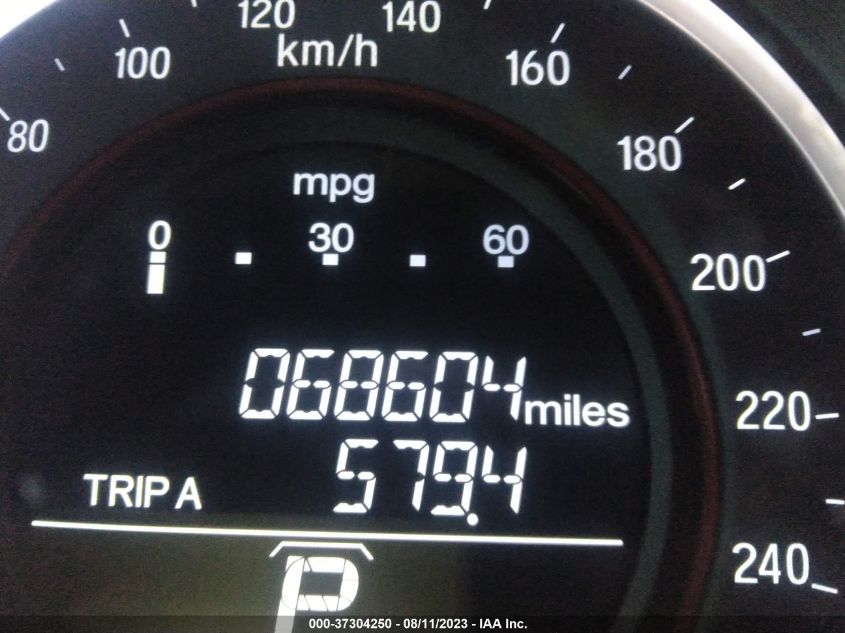 120 140
km/h
100 160
80 180
mpg
0 30 60
200
068604 miles
220
TRIP A 579.4
240
P
000-37304250 - 08/11/2023 - IAA Inc.